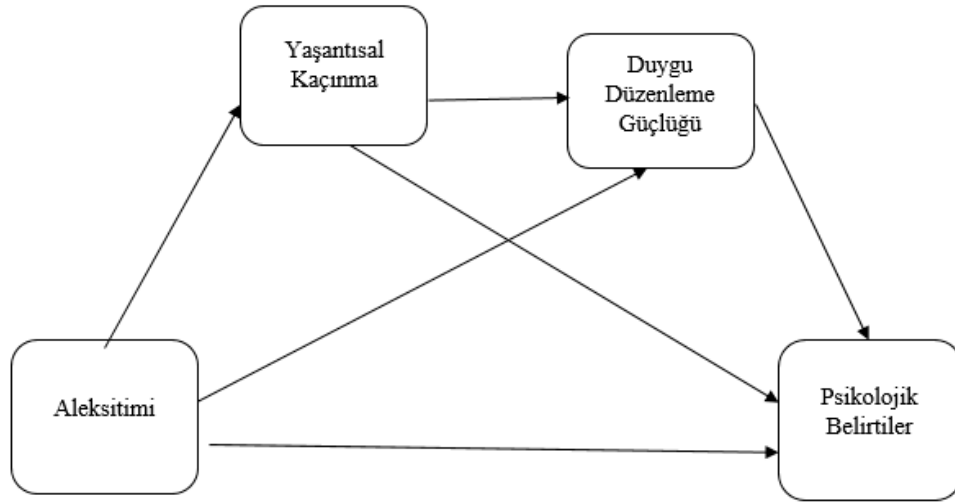 Yaşantısal
Kaçınma
Duygu
Düzenleme
Güçlüğü
Aleksitimi
Psikolojik
Belirtiler